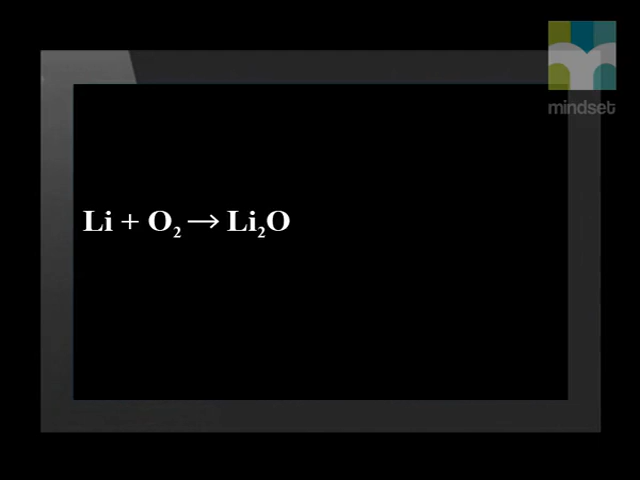 mindset
Li + O₂ → Li₂O